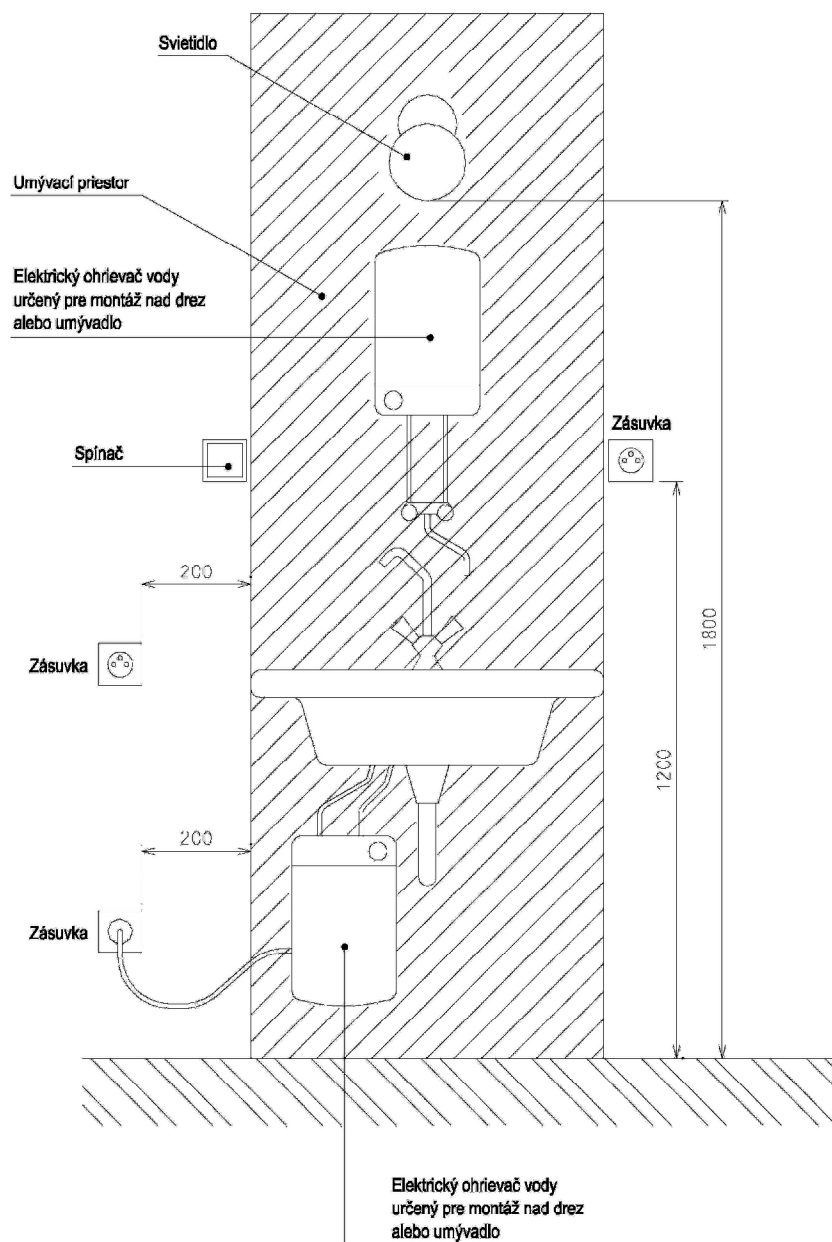 Svietidlo
Umývací priestor
Elektrický ohrievač vody
určený pre montáž nad drez
alebo umývadlo
Zásuvka
Spínač
200
1800
Zásuvka
1200
200
Zásuvka
Elektrický ohrievač vody
určený pre montáž nad drez
alebo umývadlo